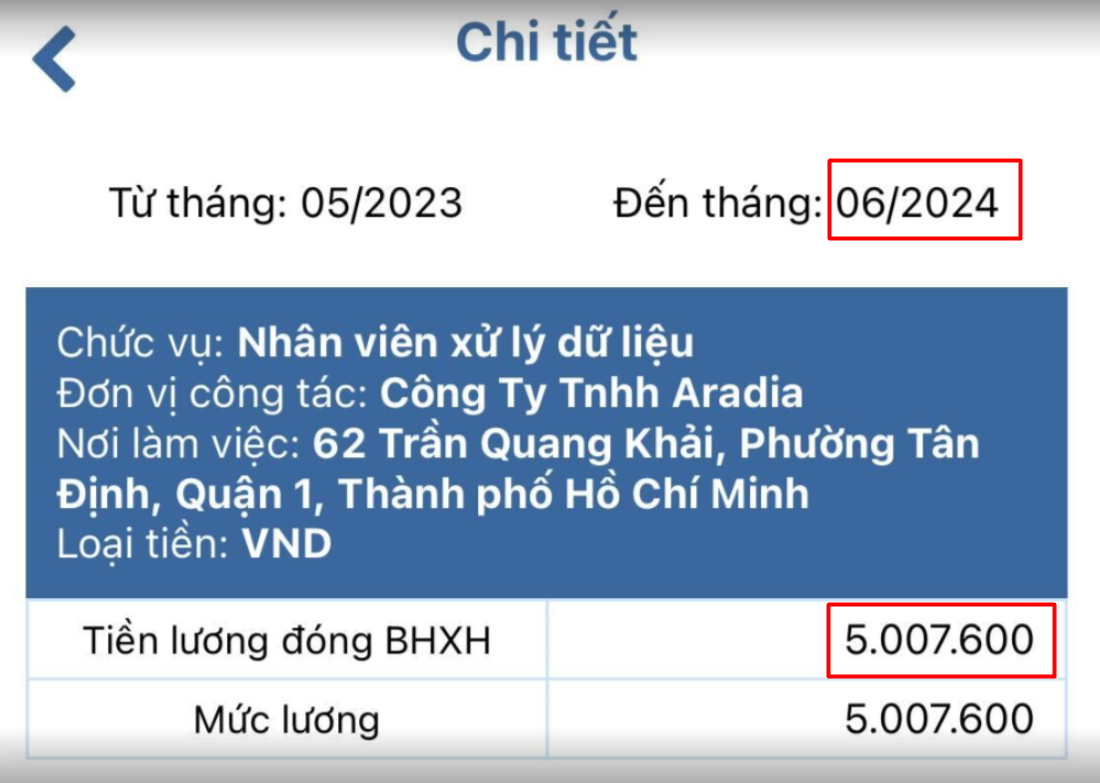 Chi tiết
Từ tháng: 05/2023 Đến tháng: 06/2024
Chức vụ: Nhân viên xử lý dữ liệu
Đơn vị công tác: Công Ty Tnhh Aradia
Nơi làm việc: 62 Trần Quang Khải, Phường Tân
Định, Quận 1, Thành phố Hồ Chí Minh
Loại tiền: VND
Tiền lương đóng BHXH 5.007.600
Mức lương 5.007.600